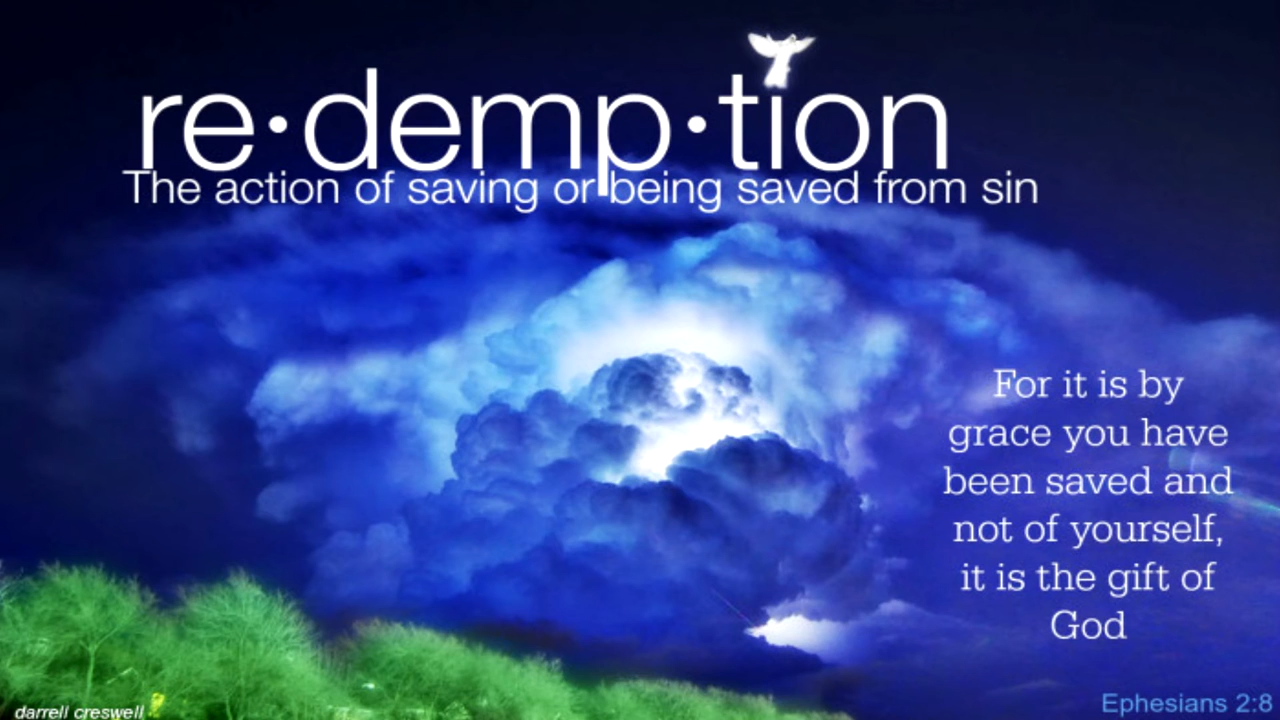 re·demp·tion
The action of saving or being saved from sin
For it is by
grace you have
been saved and
not of yourself,
it is the gift of
God
Ephesians 2:8
darrell creswell